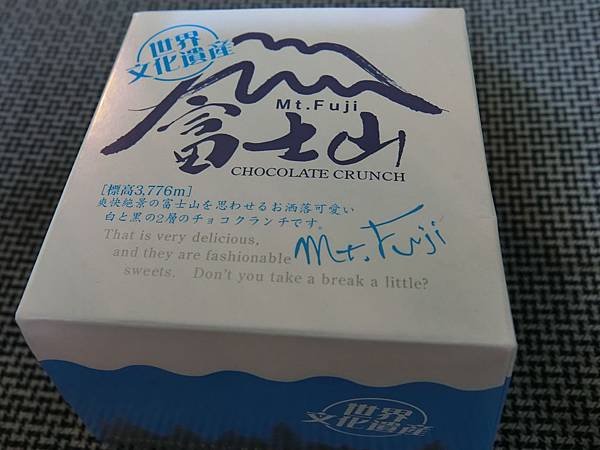 世界
文化遺産
Mt.Fuji
富士山
CHOCOLATE CRUNCH
[標高3,776m]
爽快絶景の富士山を思わせるお洒落可愛い
白と黒の2層のチョコクランチです。
That is very delicious,
and they are fashionable
sweets. Don't you take a break a little?
Mt. Fuji
世界
文化遺産